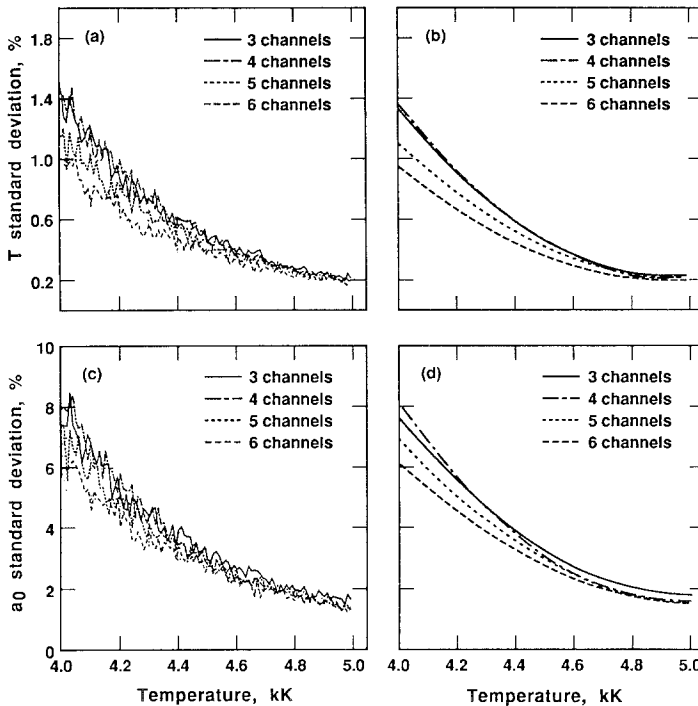 T standard deviation, %
1.8
1.4
1.0
0.6
0.2
(a)
3 channels
4 channels
5 channels
6 channels
(b)
3 channels
4 channels
5 channels
6 channels
a0 standard deviation, %
10
8
6
4
2
0
(c)
3 channels
4 channels
5 channels
6 channels
(d)
3 channels
4 channels
5 channels
6 channels
4.0 4.2 4.4 4.6 4.8 5.0
4.0 4.2 4.4 4.6 4.8 5.0
Temperature, kK
Temperature, kK